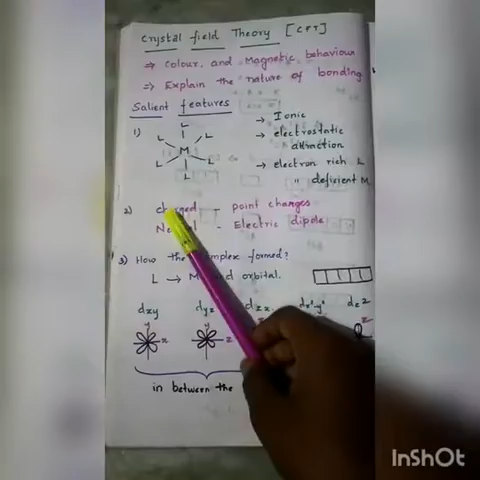 Crystal field Theory [CFT]
⇒ Colour, and Magnetic behaviour
⇒ Explain the nature of bonding
Salient features
1) → Ionic
→ electrostatic attraction
→ electron rich L
" deficient M
L
L L
M
L L
L
2) charged - point charges
- Electric dipole
3) How the complex formed?
L → M orbital.
dxy dyz dzx dx²-y² dz²
y y z
x z
in between the
InShOt